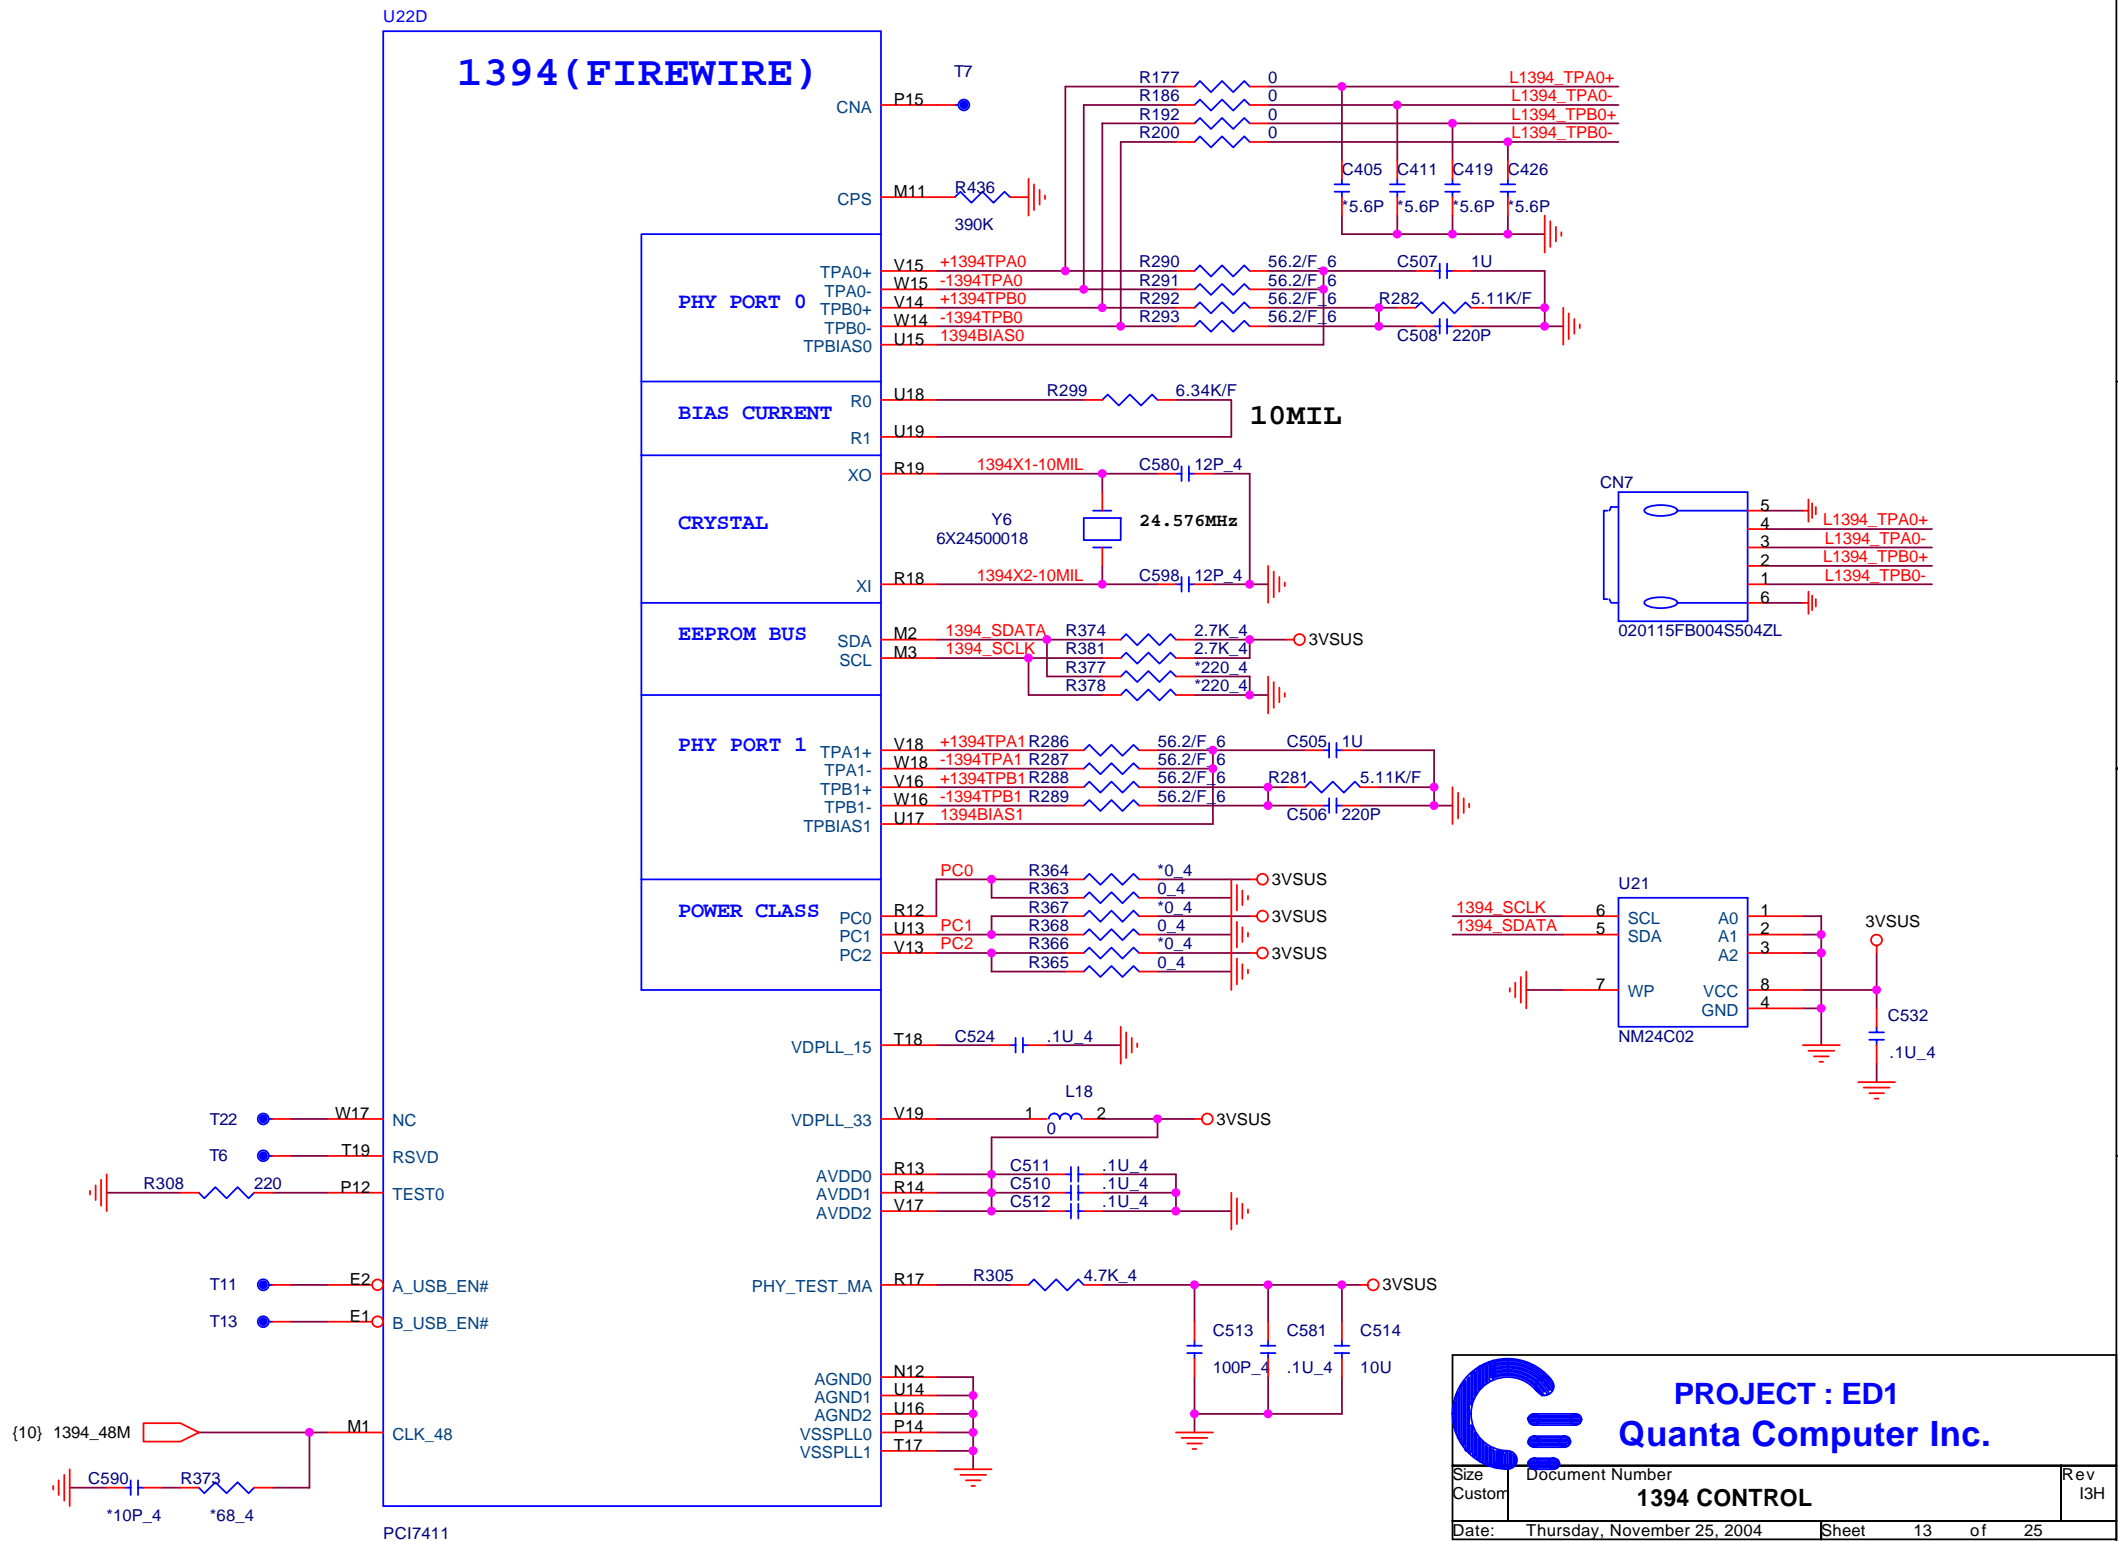 U22D
1394(FIREWIRE)
T7
CNA P15
CPS M11 R436
390K
R177 0 L1394_TPA0+
R186 0 L1394_TPA0-
R192 0 L1394_TPB0+
R200 0 L1394_TPB0-
C405 C411 C419 C426
*5.6P *5.6P *5.6P *5.6P
PHY PORT 0
TPA0+ V15 +1394TPA0 R290 56.2/F_6 C507 1U
TPA0- W15 -1394TPA0 R291 56.2/F_6
TPB0+ V14 +1394TPB0 R292 56.2/F_6 R282 5.11K/F
TPB0- W14 -1394TPB0 R293 56.2/F_6
TPBIAS0 U15 1394BIAS0 C508 220P
BIAS CURRENT
R0 U18 R299 6.34K/F
10MIL
R1 U19
CRYSTAL
XO R19 1394X1-10MIL C580 12P_4
Y6 24.576MHz
6X24500018
XI R18 1394X2-10MIL C598 12P_4
CN7
5
4 L1394_TPA0+
3 L1394_TPA0-
2 L1394_TPB0+
1 L1394_TPB0-
6
020115FB004S504ZL
EEPROM BUS
SDA M2 1394_SDATA R374 2.7K_4 3VSUS
SCL M3 1394_SCLK R381 2.7K_4
R377 *220_4
R378 *220_4
PHY PORT 1
TPA1+ V18 +1394TPA1 R286 56.2/F_6 C505 1U
TPA1- W18 -1394TPA1 R287 56.2/F_6
TPB1+ V16 +1394TPB1 R288 56.2/F_6 R281 5.11K/F
TPB1- W16 -1394TPB1 R289 56.2/F_6
TPBIAS1 U17 1394BIAS1 C506 220P
POWER CLASS
PC0 R364 *0_4 3VSUS
R363 0_4
PC0 R12 R367 *0_4 3VSUS
PC1 U13 PC1 R368 0_4
PC2 V13 PC2 R366 *0_4 3VSUS
R365 0_4
U21
1394_SCLK 6 SCL A0 1
1394_SDATA 5 SDA A1 2
A2 3
3VSUS
7 WP VCC 8
GND 4
NM24C02
C532
.1U_4
VDPLL_15 T18 C524 .1U_4
L18
VDPLL_33 V19 1 2 3VSUS
0
T22 W17 NC
T6 T19 RSVD
R308 220 P12 TEST0
AVDD0 R13 C511 .1U_4
AVDD1 R14 C510 .1U_4
AVDD2 V17 C512 .1U_4
T11 E2 A_USB_EN#
T13 E1 B_USB_EN#
PHY_TEST_MA R17 R305 4.7K_4 3VSUS
C513 C581 C514
100P_4 .1U_4 10U
AGND0 N12
AGND1 U14
AGND2 U16
VSSPLL0 P14
VSSPLL1 T17
{10} 1394_48M M1 CLK_48
C590 R373
*10P_4 *68_4
PCI7411
PROJECT : ED1
Quanta Computer Inc.
Size Document Number Rev
Custom 1394 CONTROL I3H
Date: Thursday, November 25, 2004 Sheet 13 of 25